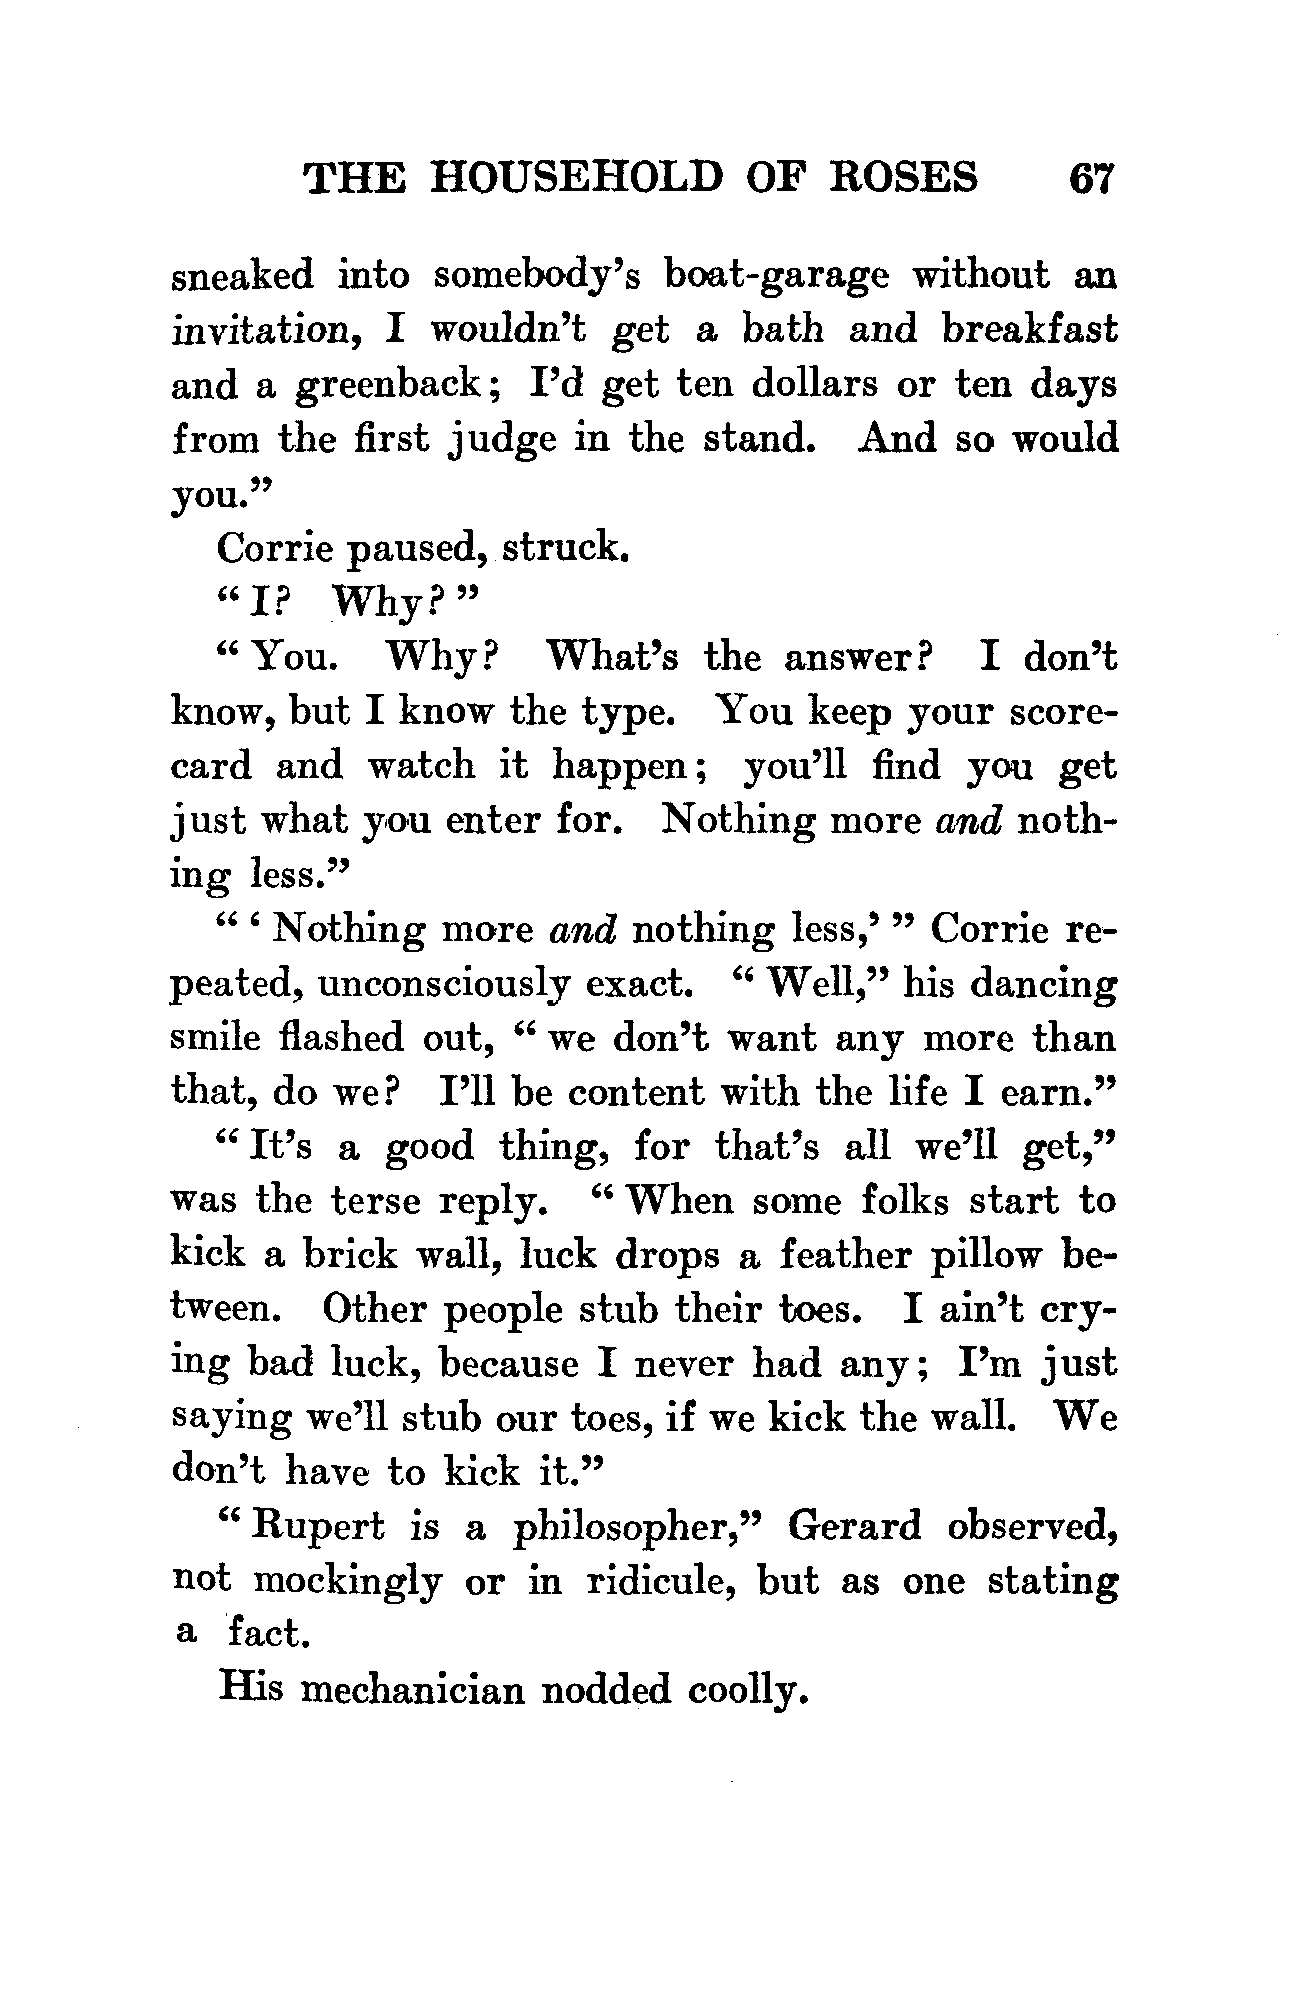 THE HOUSEHOLD OF ROSES 67
sneaked into somebody's boat-garage without an
invitation, I wouldn't get a bath and breakfast
and a greenback; I'd get ten dollars or ten days
from the first judge in the stand. And so would
you."
Corrie paused, struck.
"I? Why?"
"You. Why? What's the answer? I don't
know, but I know the type. You keep your score-
card and watch it happen; you'll find you get
just what you enter for. Nothing more and noth-
ing less."
"'Nothing more and nothing less,'" Corrie re-
peated, unconsciously exact. "Well," his dancing
smile flashed out, "we don't want any more than
that, do we? I'll be content with the life I earn."
"It's a good thing, for that's all we'll get,"
was the terse reply. "When some folks start to
kick a brick wall, luck drops a feather pillow be-
tween. Other people stub their toes. I ain't cry-
ing bad luck, because I never had any; I'm just
saying we'll stub our toes, if we kick the wall. We
don't have to kick it."
"Rupert is a philosopher," Gerard observed,
not mockingly or in ridicule, but as one stating
a fact.
His mechanician nodded coolly.